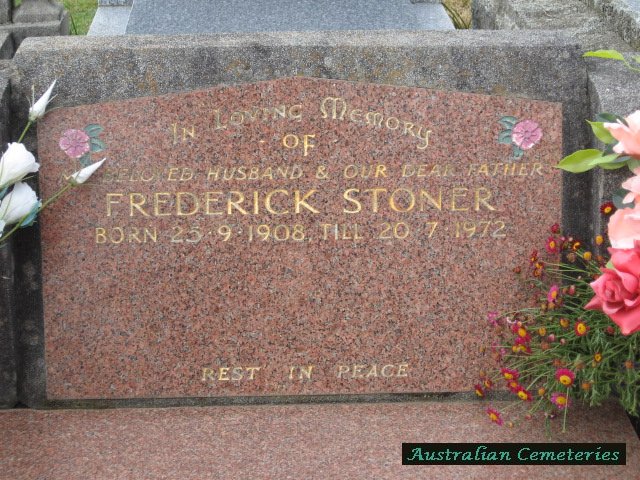 In Loving Memory
OF
MY BELOVED HUSBAND & OUR DEAR FATHER
FREDERICK STONER
BORN 25·9·1908, TILL 20·7·1972
REST IN PEACE
Australian Cemeteries